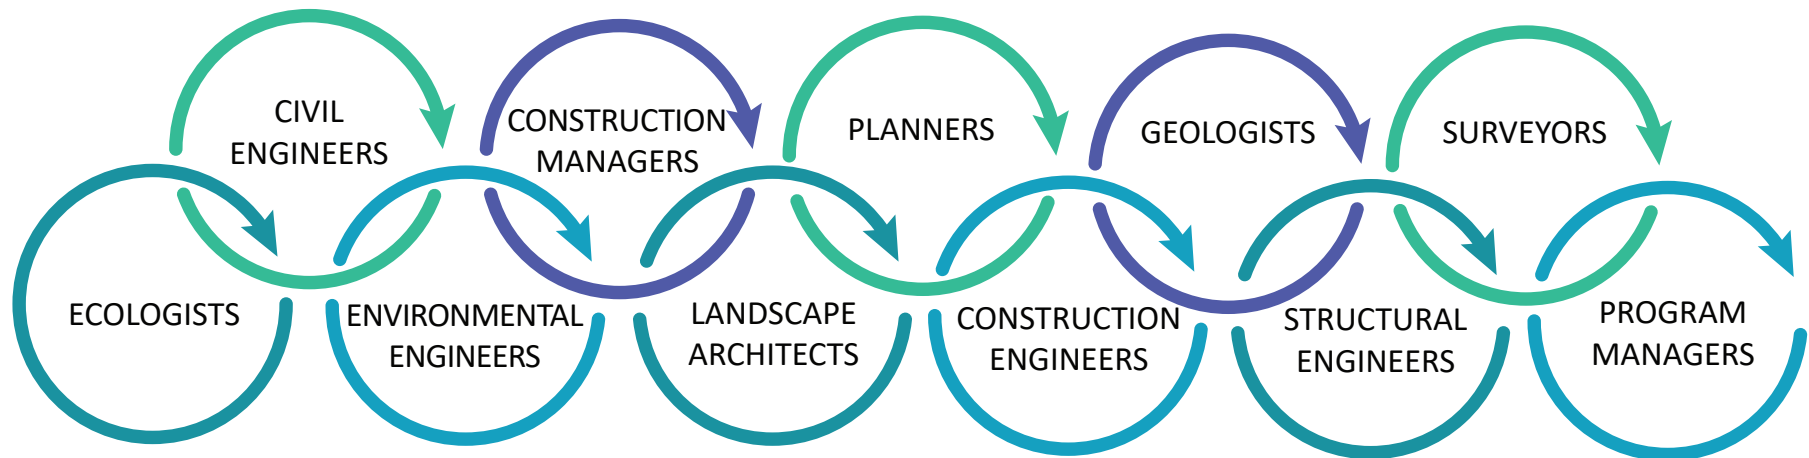 CIVIL
ENGINEERS
CONSTRUCTION
MANAGERS
PLANNERS
GEOLOGISTS
SURVEYORS
ECOLOGISTS
ENVIRONMENTAL
ENGINEERS
LANDSCAPE
ARCHITECTS
CONSTRUCTION
ENGINEERS
STRUCTURAL
ENGINEERS
PROGRAM
MANAGERS